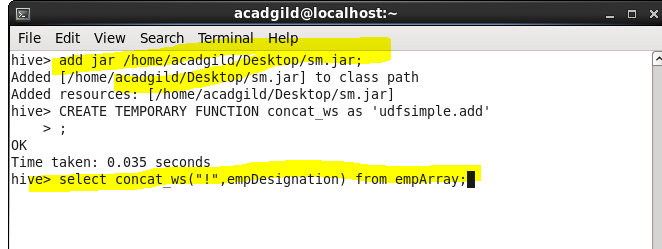 acadgild@localhost:~
File Edit View Search Terminal Help
hive> add jar /home/acadgild/Desktop/sm.jar;
Added [/home/acadgild/Desktop/sm.jar] to class path
Added resources: [/home/acadgild/Desktop/sm.jar]
hive> CREATE TEMPORARY FUNCTION concat_ws as 'udfsimple.add'
    > ;
OK
Time taken: 0.035 seconds
hive> select concat_ws("!",empDesignation) from empArray;